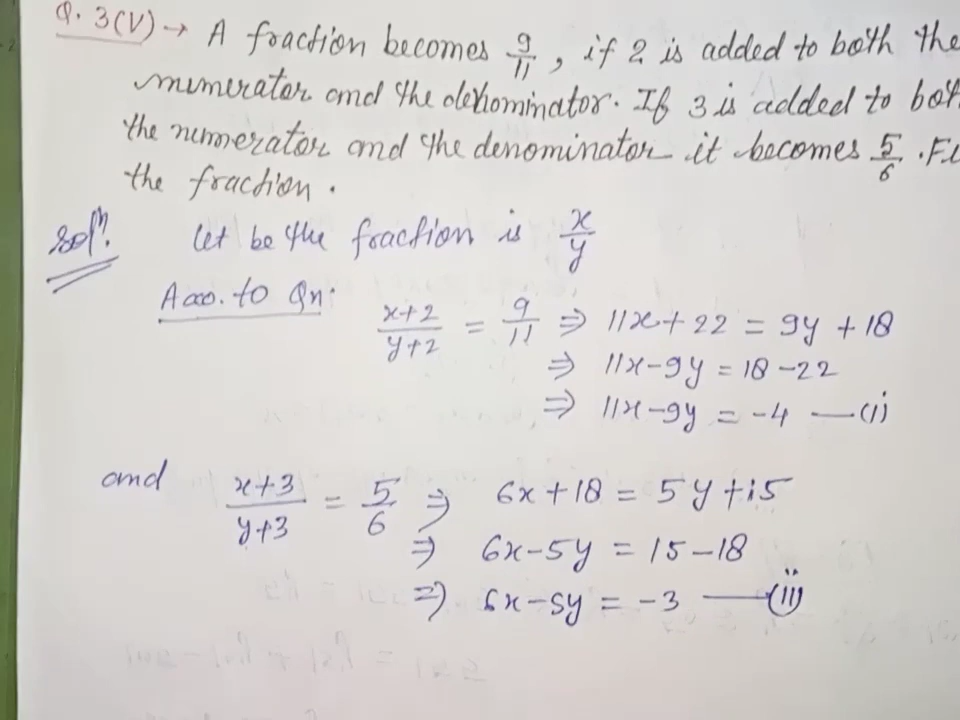 Q. 3(V) → A fraction becomes 9/11, if 2 is added to both the
numerator and the denominator. If 3 is added to bot
the numerator and the denominator it becomes 5/6. Fi
the fraction.
Solⁿ. let be the fraction is x/y
Acc. to Qn.
(x+2)/(y+2) = 9/11 ⇒ 11x + 22 = 9y + 18
⇒ 11x - 9y = 18 - 22
⇒ 11x - 9y = -4 —(i)
and (x+3)/(y+3) = 5/6 ⇒ 6x + 18 = 5y + 15
⇒ 6x - 5y = 15 - 18
⇒ 6x - 5y = -3 —(ii)